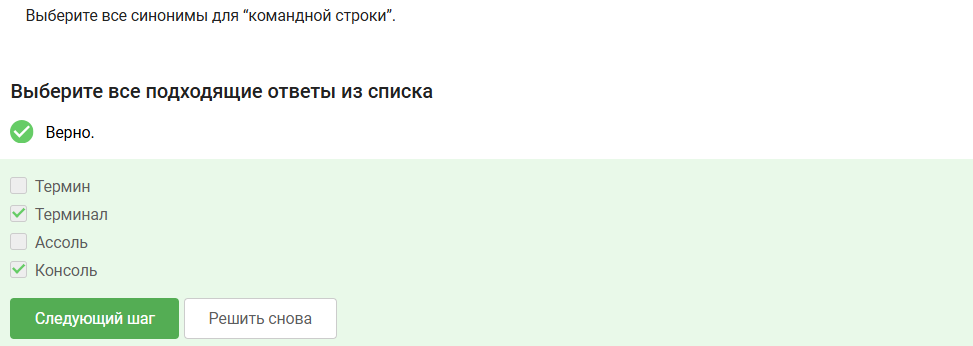 Выберите все синонимы для “командной строки”.
Выберите все подходящие ответы из списка
Верно.
Термин
Терминал
Ассоль
Консоль
Следующий шаг Решить снова